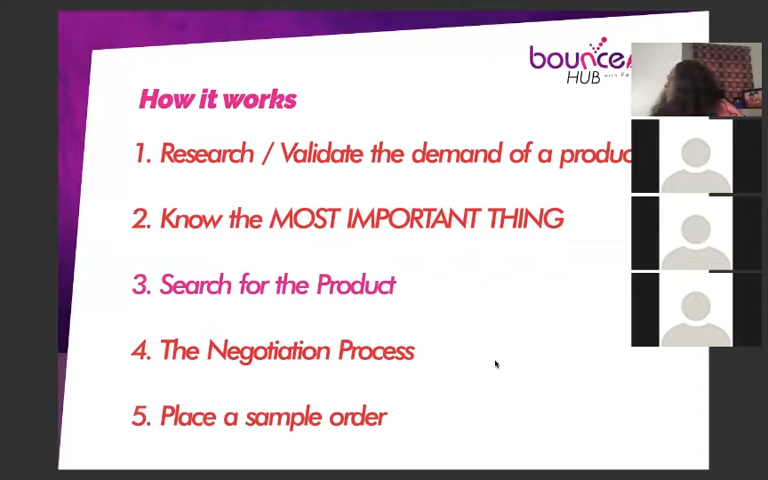 bounce
HUB with
How it works
1. Research / Validate the demand of a
2. Know the MOST IMPORTANT THING
3. Search for the Product
4. The Negotiation Process
5. Place a sample order